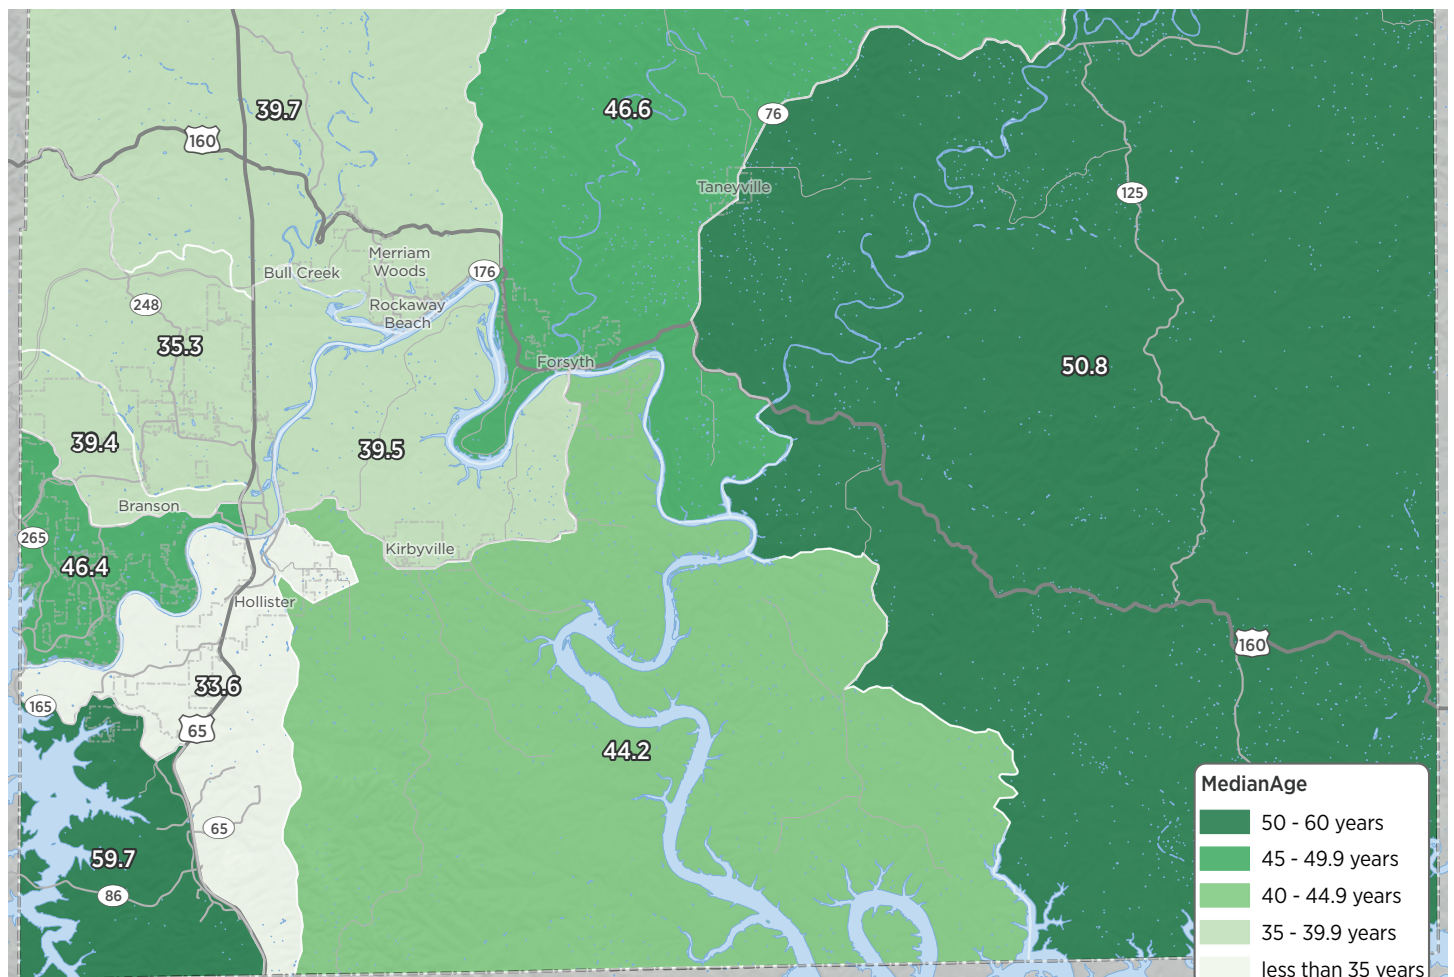 39.7
46.6
76
160
Taneyville
125
Merriam
Woods
Bull Creek
176
248
Rockaway
Beach
35.3
Forsyth
50.8
39.4
39.5
Branson
265
Kirbyville
46.4
Hollister
160
33.6
165
65
44.2
65
59.7
86
MedianAge
50 - 60 years
45 - 49.9 years
40 - 44.9 years
35 - 39.9 years
less than 35 years